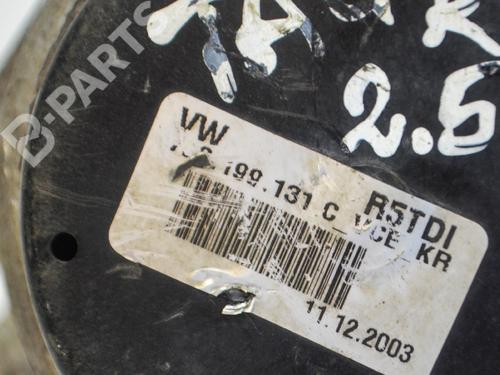 2.5
VW
199.131 C
R5TDI
KR
11.12.2003
B-PARTS